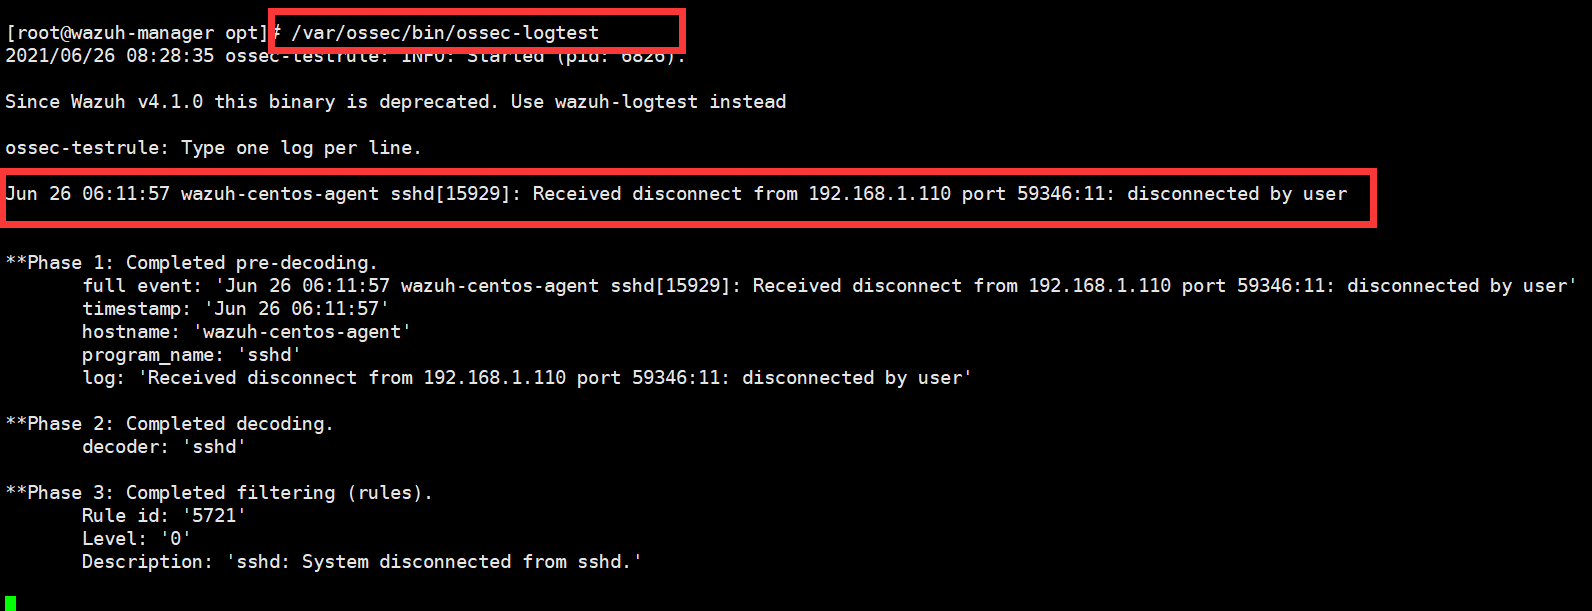 [root@wazuh-manager opt]# /var/ossec/bin/ossec-logtest
2021/06/26 08:28:35 ossec-testrule: INFO: Started (pid: 6826).
Since Wazuh v4.1.0 this binary is deprecated. Use wazuh-logtest instead
ossec-testrule: Type one log per line.
Jun 26 06:11:57 wazuh-centos-agent sshd[15929]: Received disconnect from 192.168.1.110 port 59346:11: disconnected by user
**Phase 1: Completed pre-decoding.
full event: 'Jun 26 06:11:57 wazuh-centos-agent sshd[15929]: Received disconnect from 192.168.1.110 port 59346:11: disconnected by user'
timestamp: 'Jun 26 06:11:57'
hostname: 'wazuh-centos-agent'
program_name: 'sshd'
log: 'Received disconnect from 192.168.1.110 port 59346:11: disconnected by user'
**Phase 2: Completed decoding.
decoder: 'sshd'
**Phase 3: Completed filtering (rules).
Rule id: '5721'
Level: '0'
Description: 'sshd: System disconnected from sshd.'